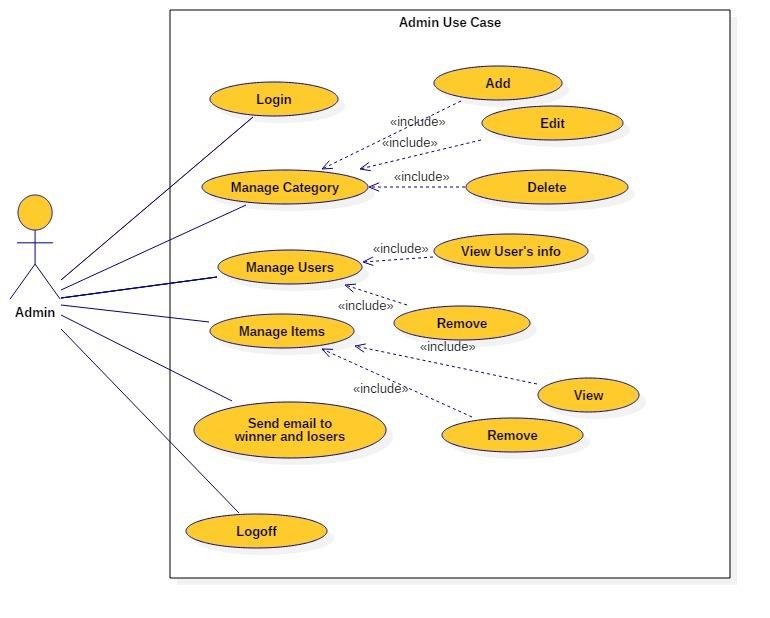 Admin Use Case
Login
Add
«include»
Edit
«include»
Manage Category
«include»
Delete
Admin
Manage Users
«include»
View User's info
«include»
Remove
Manage Items
«include»
«include»
View
Send email to
winner and losers
Remove
Logoff